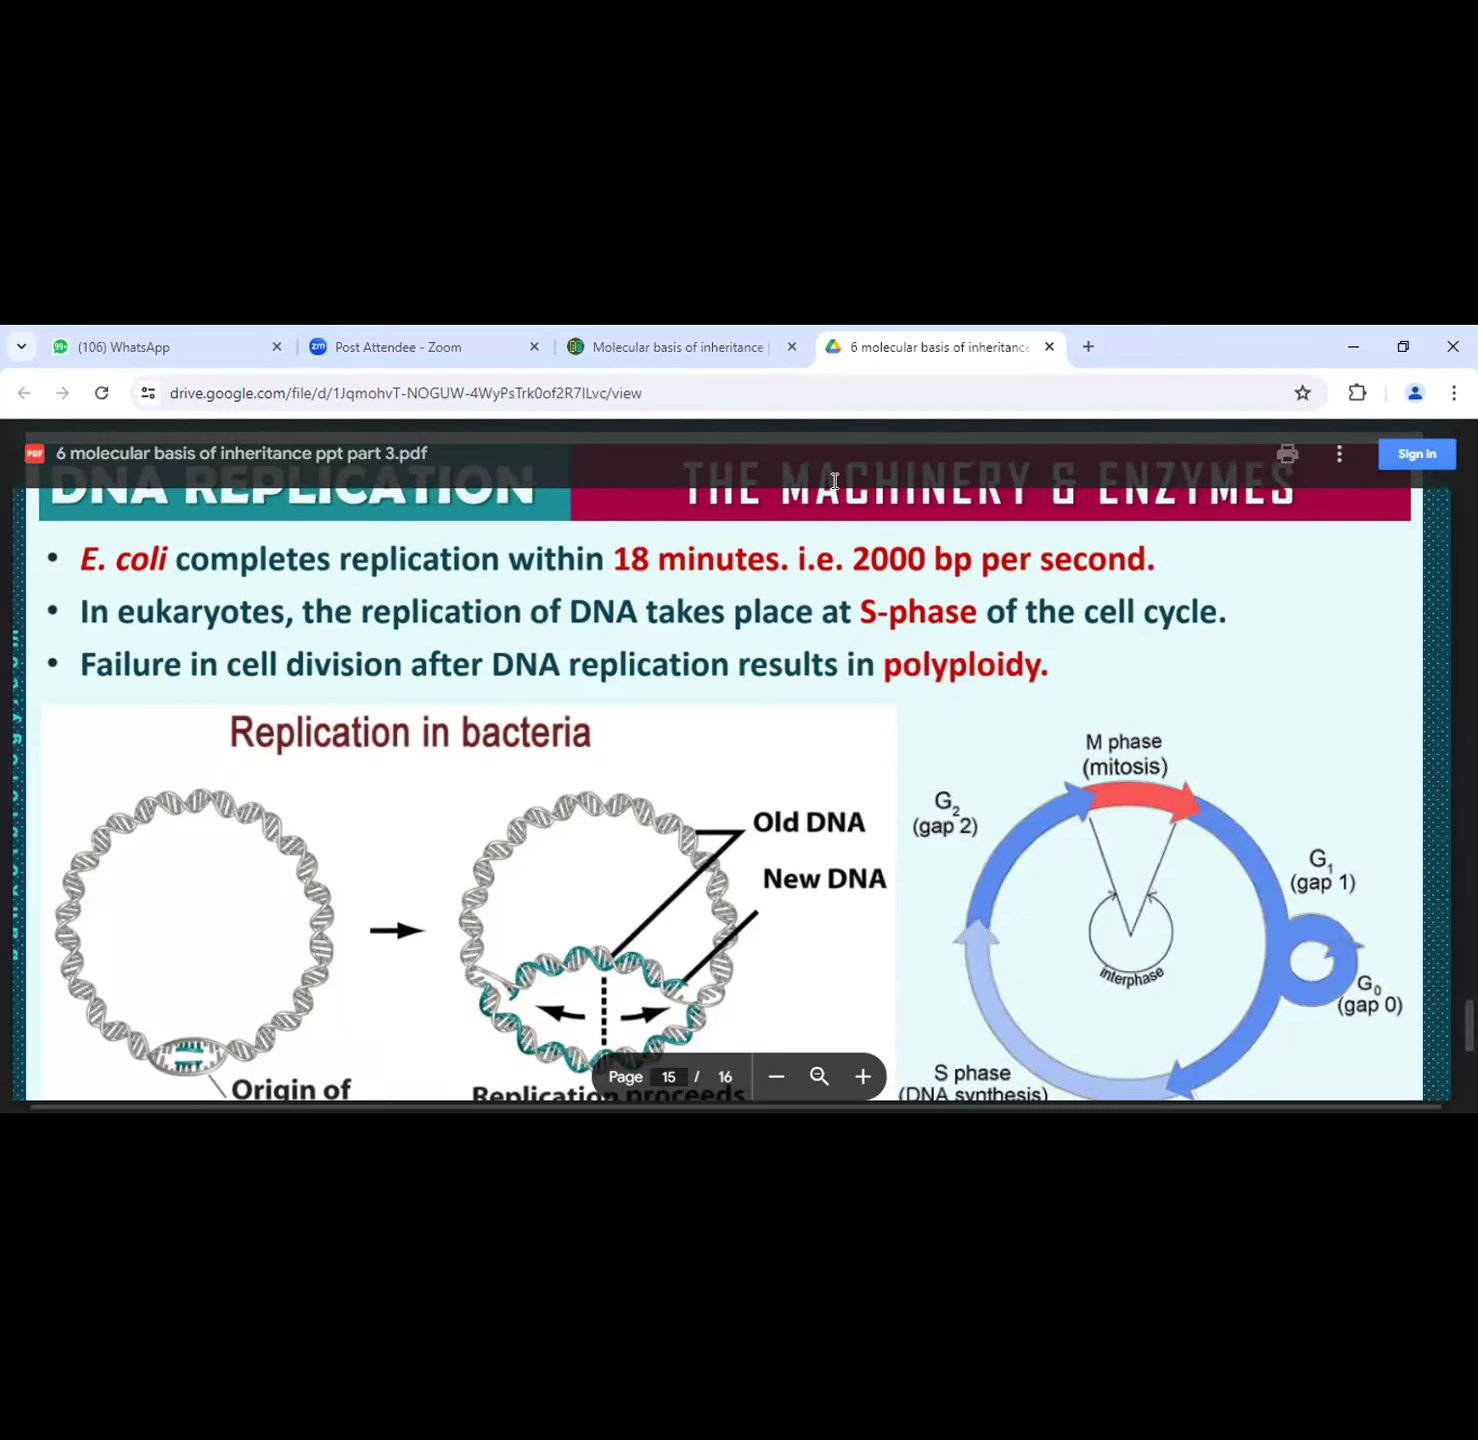 (106) WhatsApp
Post Attendee - Zoom
Molecular basis of inheritance |
6 molecular basis of inheritance
drive.google.com/file/d/1JqmohvT-NOGUW-4WyPsTrk0of2R7lLvc/view
6 molecular basis of inheritance ppt part 3.pdf
Sign in
DNA REPLICATION
THE MACHINERY & ENZYMES
• E. coli completes replication within 18 minutes. i.e. 2000 bp per second.
• In eukaryotes, the replication of DNA takes place at S-phase of the cell cycle.
• Failure in cell division after DNA replication results in polyploidy.
Replication in bacteria
Old DNA
New DNA
Origin of
Replication proceeds
M phase
(mitosis)
G2
(gap 2)
G1
(gap 1)
interphase
G0
(gap 0)
S phase
(DNA synthesis)
Page 15 / 16